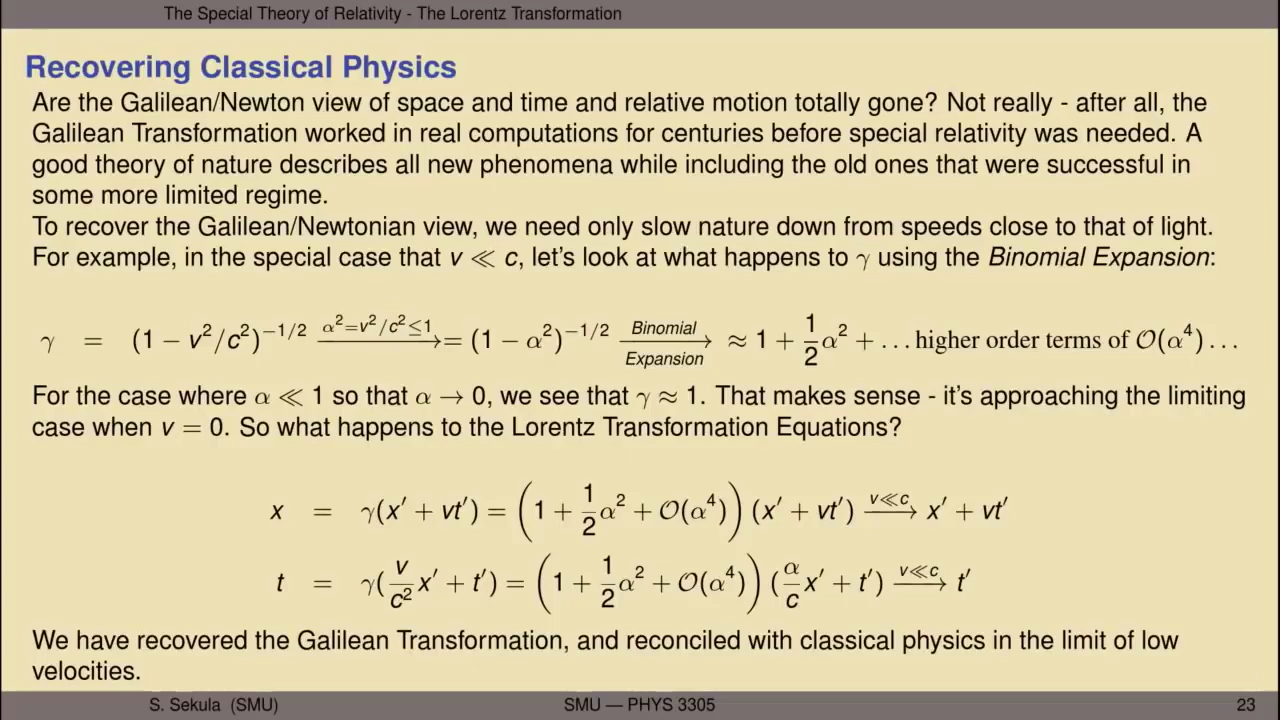 The Special Theory of Relativity - The Lorentz Transformation
Recovering Classical Physics
Are the Galilean/Newton view of space and time and relative motion totally gone? Not really - after all, the
Galilean Transformation worked in real computations for centuries before special relativity was needed. A
good theory of nature describes all new phenomena while including the old ones that were successful in
some more limited regime.
To recover the Galilean/Newtonian view, we need only slow nature down from speeds close to that of light.
For example, in the special case that v ≪ c, let's look at what happens to γ using the Binomial Expansion:
γ = (1 − v²/c²)^{−1/2} \xrightarrow{α²=v²/c²≤1} = (1 − α²)^{−1/2} \xrightarrow[Expansion]{Binomial} ≈ 1 + \frac{1}{2}α² + … higher order terms of 𝒪(α⁴) …
For the case where α ≪ 1 so that α → 0, we see that γ ≈ 1. That makes sense - it's approaching the limiting
case when v = 0. So what happens to the Lorentz Transformation Equations?
x = γ(x′ + vt′) = (1 + \frac{1}{2}α² + 𝒪(α⁴)) (x′ + vt′) \xrightarrow{v≪c} x′ + vt′
t = γ(\frac{v}{c²}x′ + t′) = (1 + \frac{1}{2}α² + 𝒪(α⁴)) (\frac{α}{c}x′ + t′) \xrightarrow{v≪c} t′
We have recovered the Galilean Transformation, and reconciled with classical physics in the limit of low
velocities.
S. Sekula (SMU) SMU — PHYS 3305 23